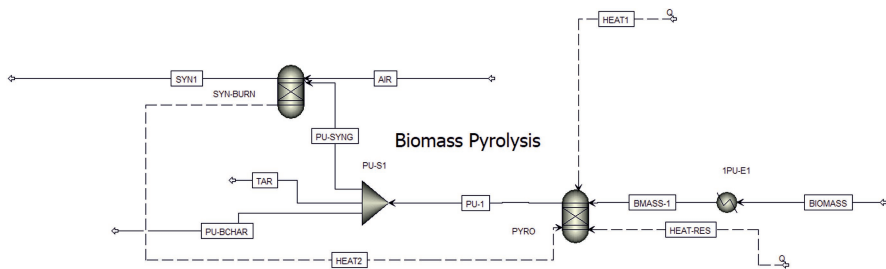 HEAT1
SYN1
AIR
SYN-BURN
PU-SYNG
Biomass Pyrolysis
PU-S1
1PU-E1
TAR
PU-1
BMASS-1
BIOMASS
PU-BCHAR
PYRO
HEAT-RES
HEAT2